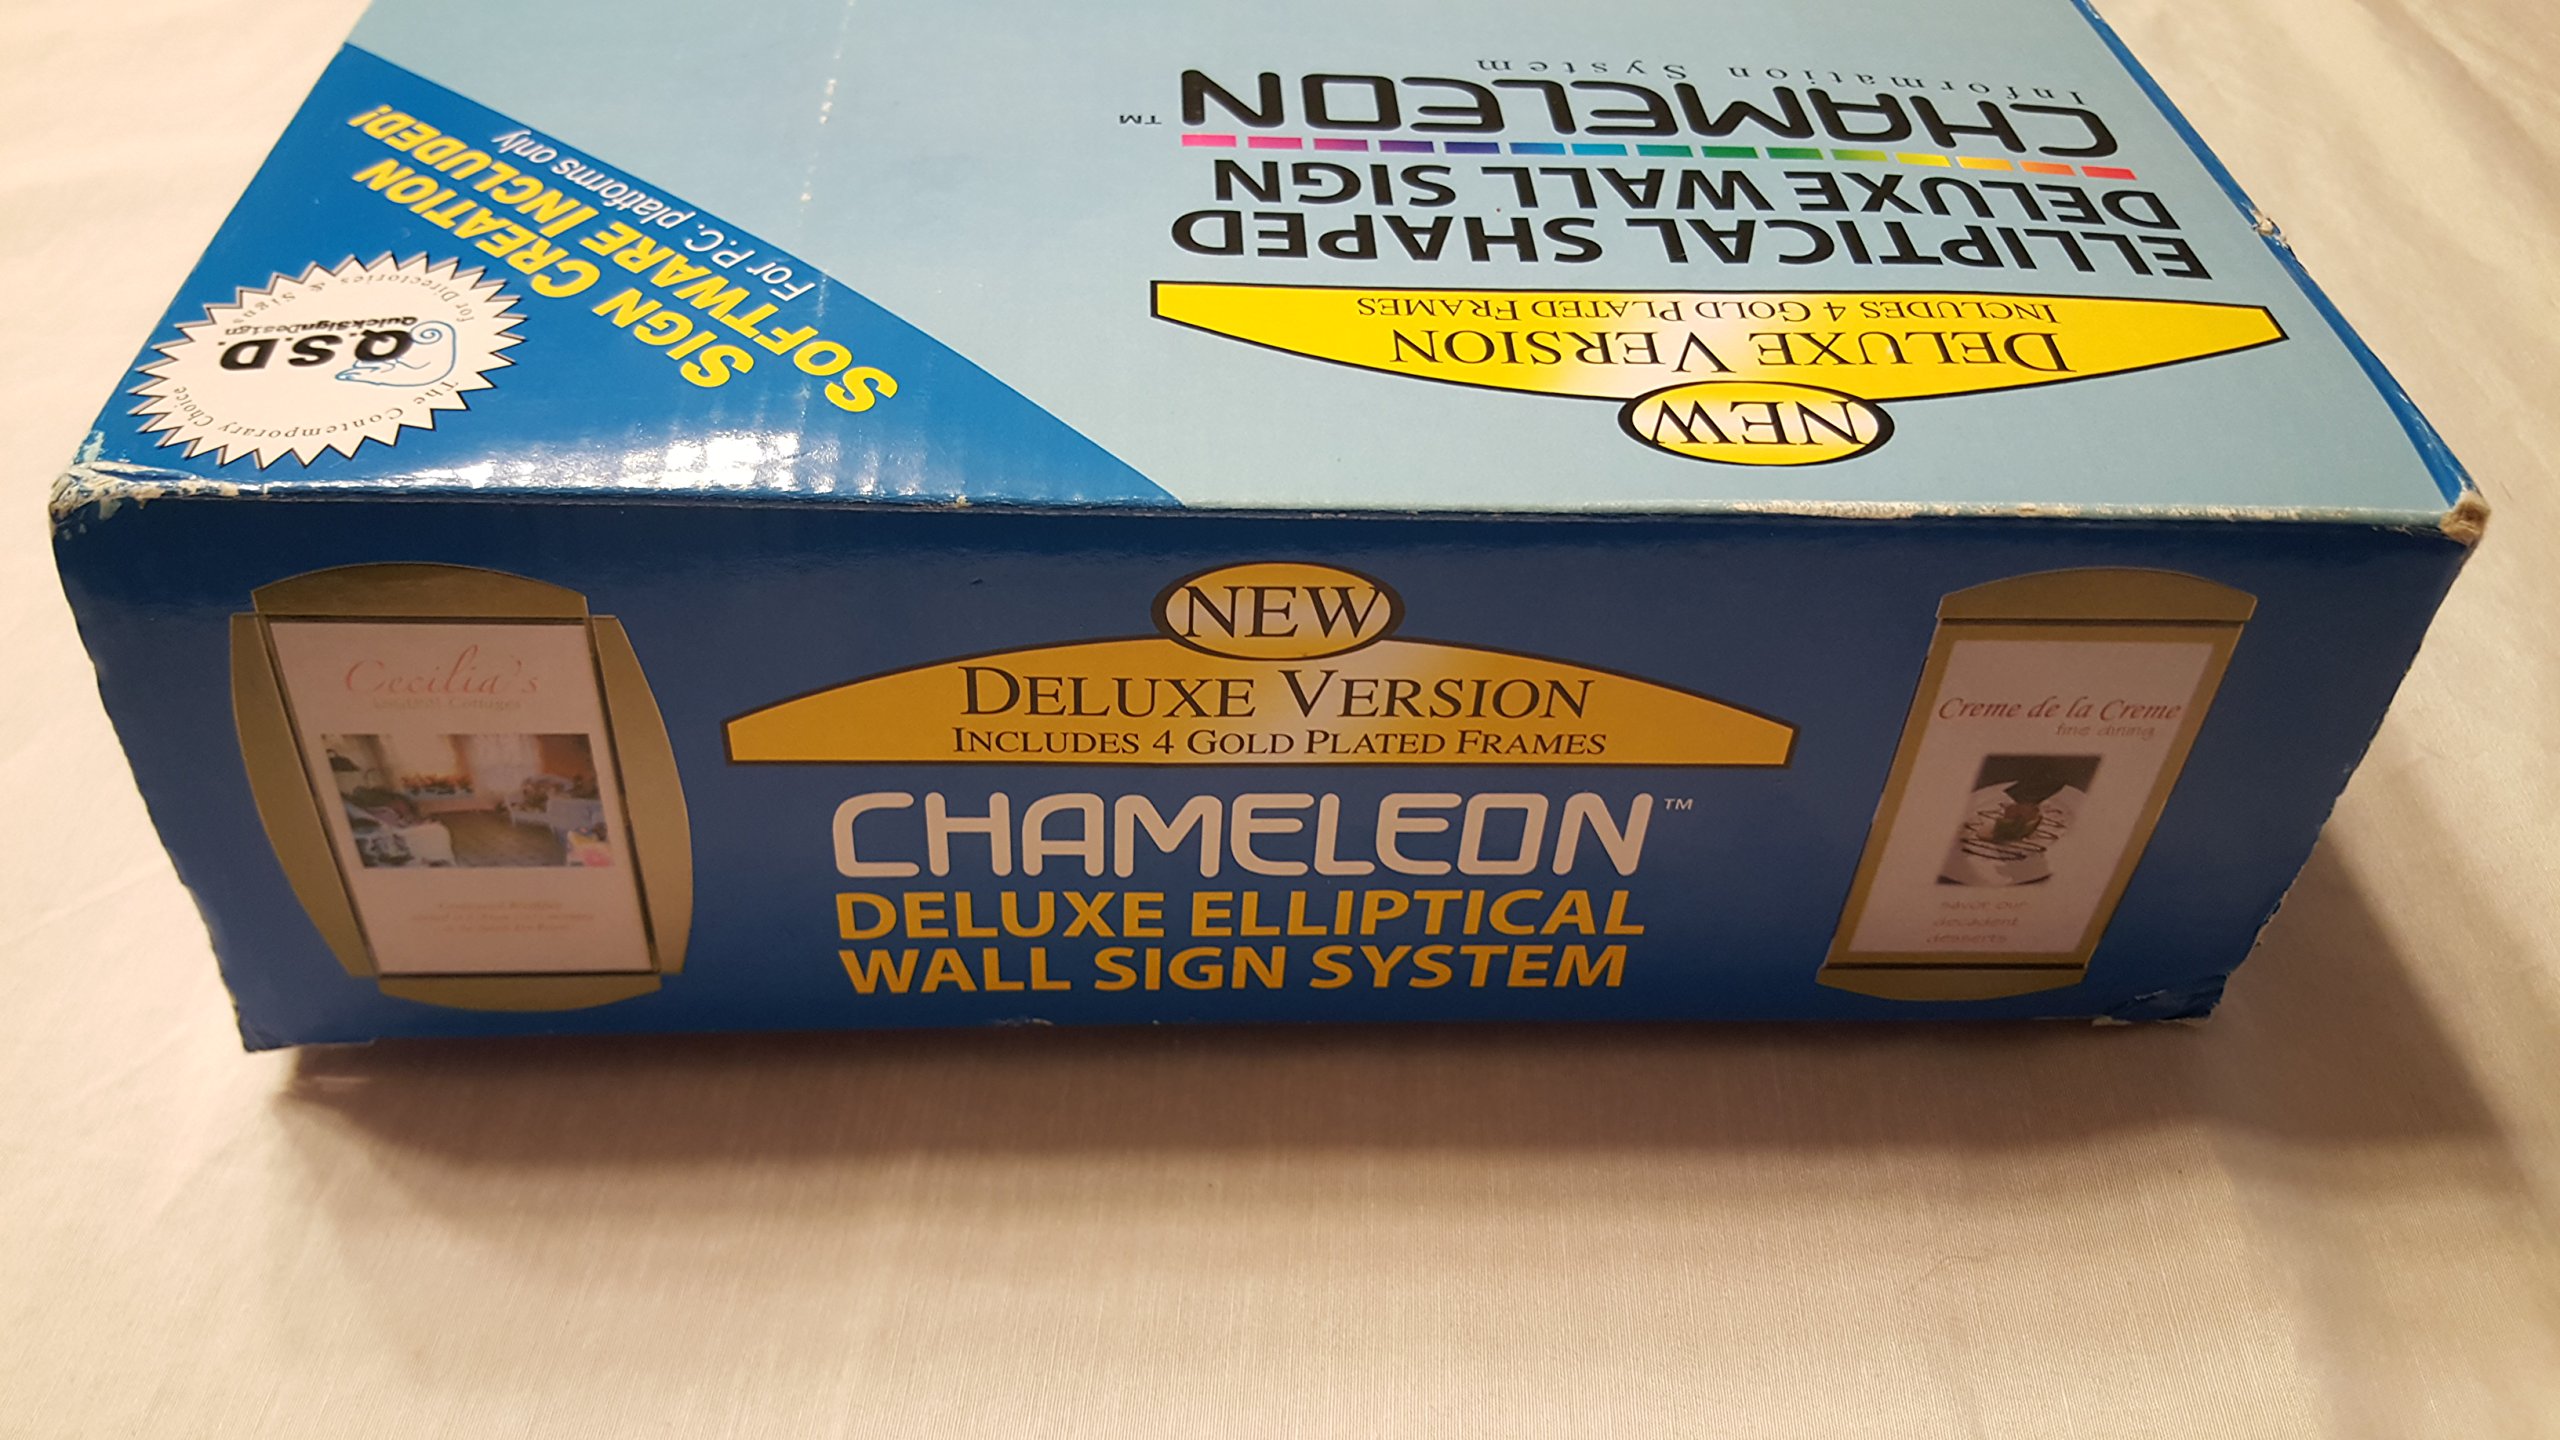 CHAMELEON™
Information System
ELLIPTICAL SHAPED
DELUXE WALL SIGN
NEW
DELUXE VERSION
INCLUDES 4 GOLD PLATED FRAMES
SIGN CREATION
SOFTWARE INCLUDED!
For P.C. platforms only
The Contemporary Choice
Q.S.D.
QuickSignDesign
for Directories & Signs
Cecilia's
Cottages
NEW
DELUXE VERSION
INCLUDES 4 GOLD PLATED FRAMES
CHAMELEON™
DELUXE ELLIPTICAL
WALL SIGN SYSTEM
Creme de la Creme
fine dining
savor our
decadent
desserts